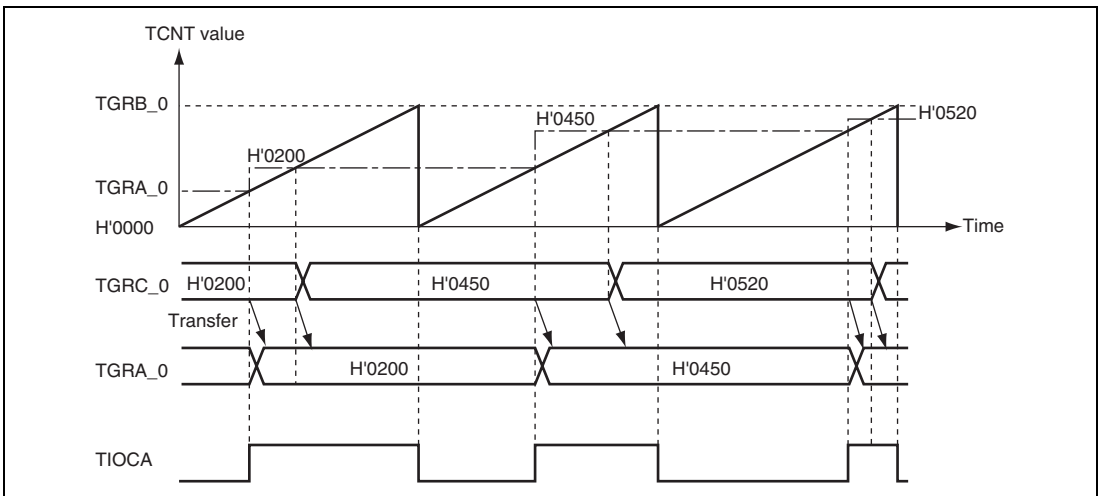 TCNT value
TGRB_0
H'0520
H'0450
H'0200
TGRA_0
H'0000
Time
TGRC_0 H'0200 H'0450 H'0520
Transfer
TGRA_0 H'0200 H'0450
TIOCA